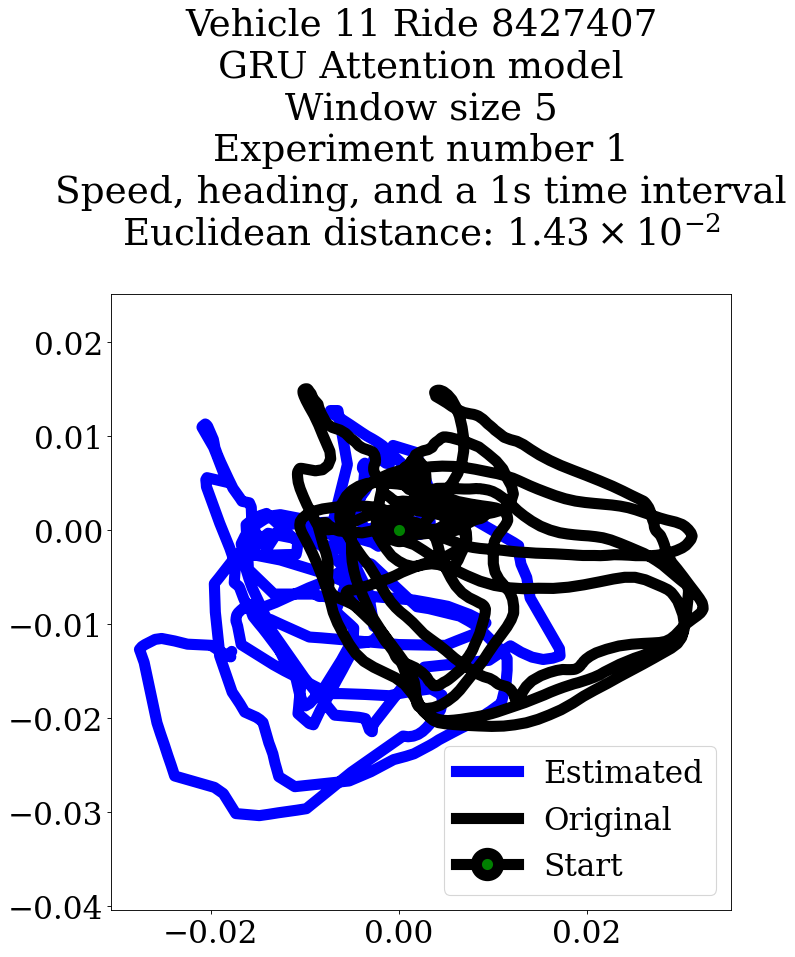 Vehicle 11 Ride 8427407
GRU Attention model
Window size 5
Experiment number 1
Speed, heading, and a 1s time interval
Euclidean distance: 1.43 × 10⁻²
0.02
0.01
0.00
−0.01
−0.02
−0.03
−0.04
−0.02
0.00
0.02
Estimated
Original
Start